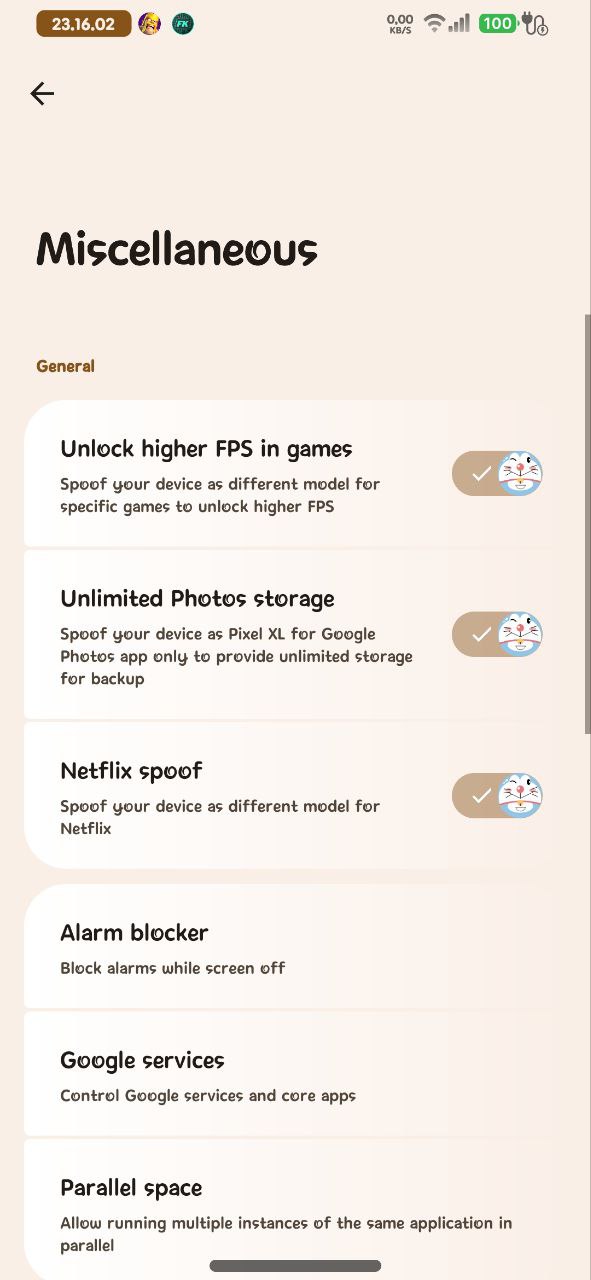 23.16.02
FK
0,00
KB/S
100
Miscellaneous
General
Unlock higher FPS in games
Spoof your device as different model for
specific games to unlock higher FPS
Unlimited Photos storage
Spoof your device as Pixel XL for Google
Photos app only to provide unlimited storage
for backup
Netflix spoof
Spoof your device as different model for
Netflix
Alarm blocker
Block alarms while screen off
Google services
Control Google services and core apps
Parallel space
Allow running multiple instances of the same application in
parallel